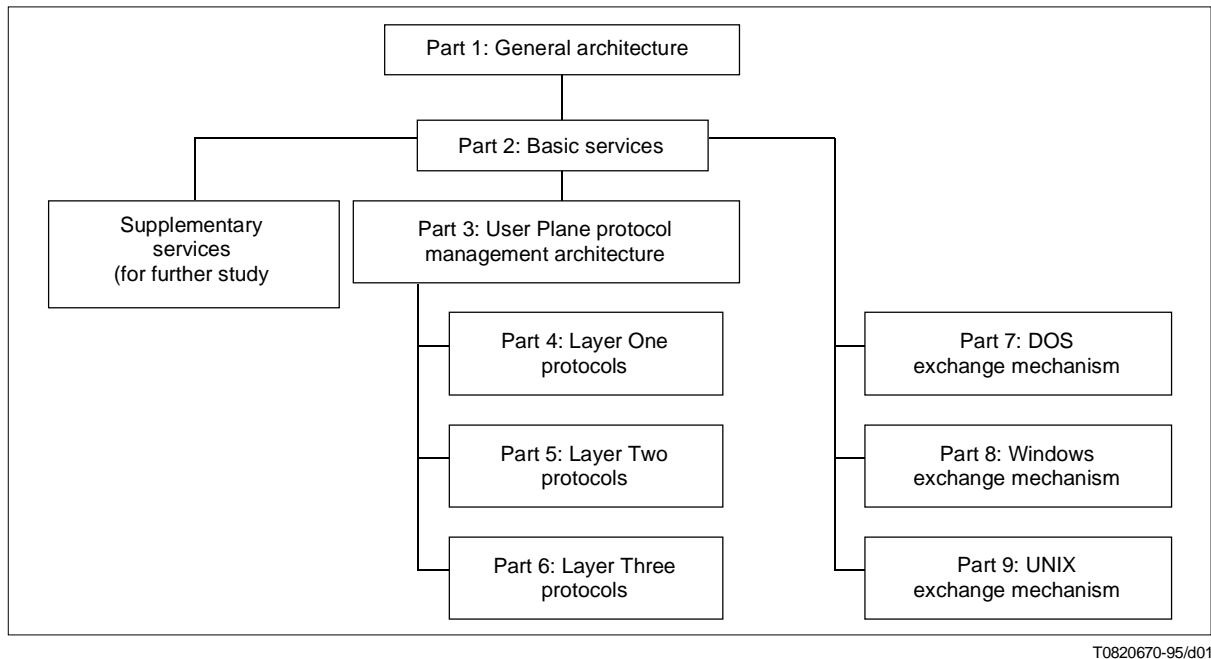 Part 1: General architecture
Part 2: Basic services
Supplementary
services
(for further study
Part 3: User Plane protocol
management architecture
Part 4: Layer One
protocols
Part 7: DOS
exchange mechanism
Part 5: Layer Two
protocols
Part 8: Windows
exchange mechanism
Part 6: Layer Three
protocols
Part 9: UNIX
exchange mechanism
T0820670-95/d01